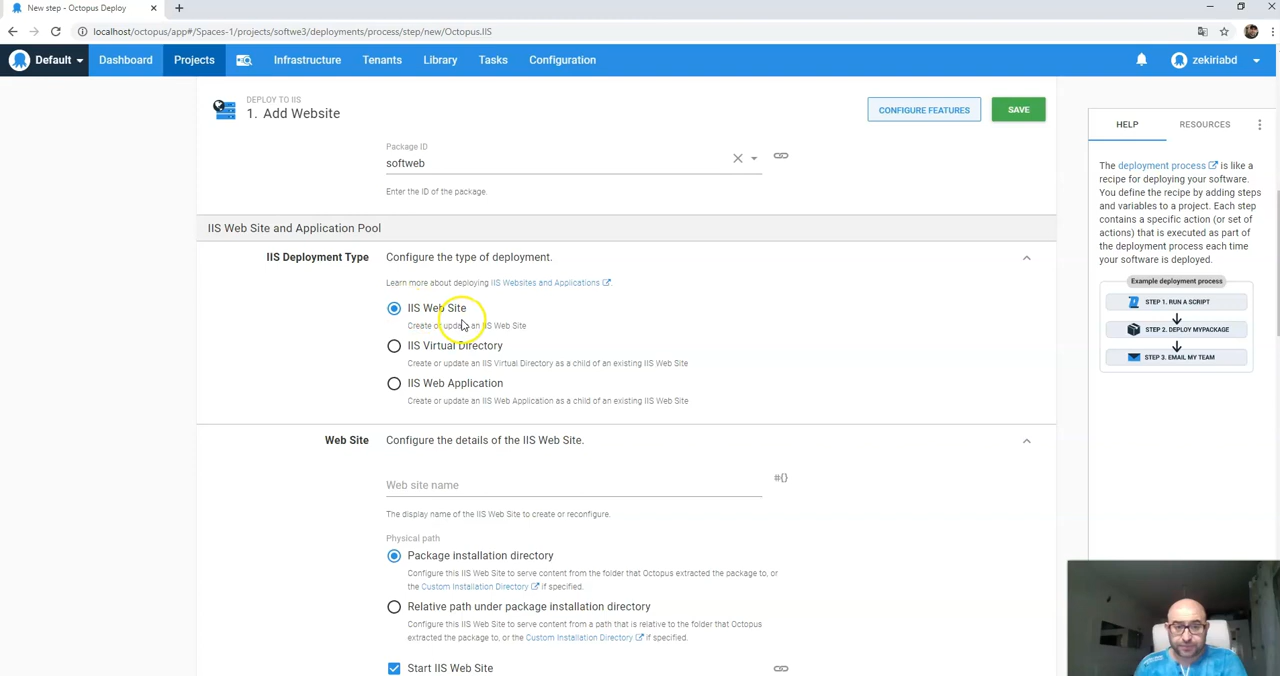 New step - Octopus Deploy
localhost/octopus/app#/Spaces-1/projects/softwe3/deployments/process/step/new/Octopus.IIS
Default Dashboard Projects Infrastructure Tenants Library Tasks Configuration zekiriabd
DEPLOY TO IIS
1. Add Website
CONFIGURE FEATURES SAVE
Package ID
softweb
Enter the ID of the package.
IIS Web Site and Application Pool
IIS Deployment Type Configure the type of deployment.
Learn more about deploying IIS Websites and Applications.
IIS Web Site
Create or update an IIS Web Site
IIS Virtual Directory
Create or update an IIS Virtual Directory as a child of an existing IIS Web Site
IIS Web Application
Create or update an IIS Web Application as a child of an existing IIS Web Site
Web Site Configure the details of the IIS Web Site.
Web site name
#{}
The display name of the IIS Web Site to create or reconfigure.
Physical path
Package installation directory
Configure this IIS Web Site to serve content from the folder that Octopus extracted the package to, or
the Custom Installation Directory if specified.
Relative path under package installation directory
Configure this IIS Web Site to serve content from a path that is relative to the folder that Octopus
extracted the package to, or the Custom Installation Directory if specified.
Start IIS Web Site
HELP RESOURCES
The deployment process is like a
recipe for deploying your software.
You define the recipe by adding steps
and variables to a project. Each step
contains a specific action (or set of
actions) that is executed as part of
the deployment process each time
your software is deployed.
Example deployment process
STEP 1. RUN A SCRIPT
STEP 2. DEPLOY MYPACKAGE
STEP 3. EMAIL MY TEAM